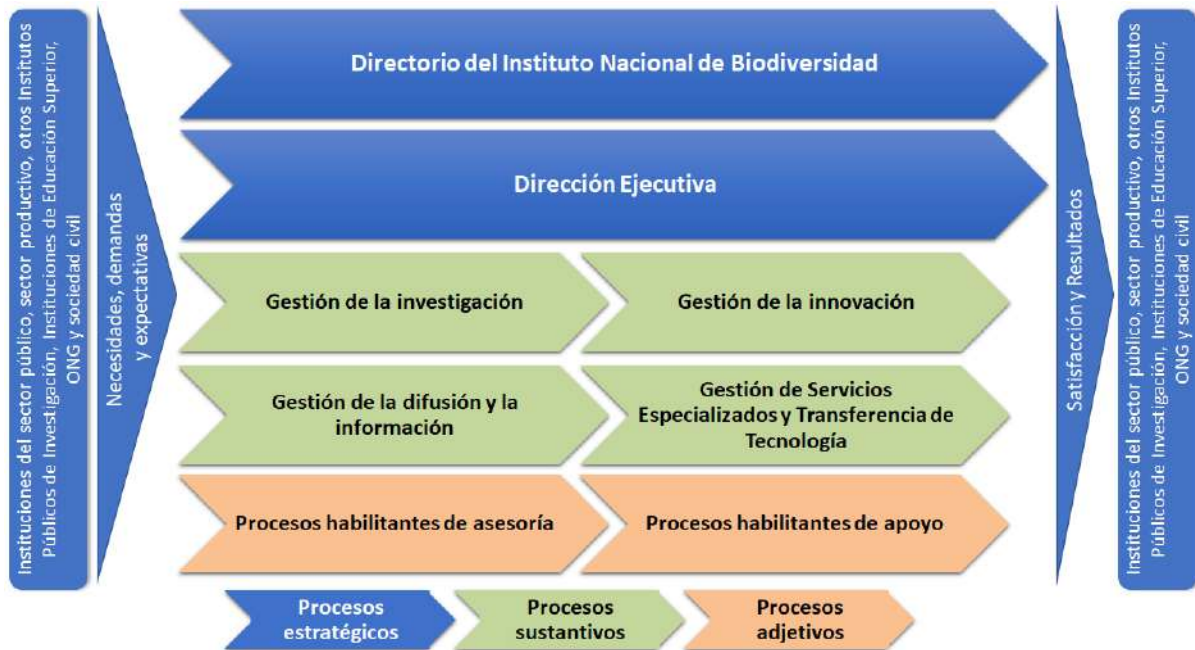 Instituciones del sector público, sector productivo, otros Institutos
Públicos de Investigación, Instituciones de Educación Superior,
ONG y sociedad civil
Necesidades, demandas
y expectativas
Directorio del Instituto Nacional de Biodiversidad
Dirección Ejecutiva
Gestión de la investigación
Gestión de la innovación
Gestión de la difusión y la
información
Gestión de Servicios
Especializados y Transferencia de
Tecnología
Procesos habilitantes de asesoría
Procesos habilitantes de apoyo
Satisfacción y Resultados
Instituciones del sector público, sector productivo, otros Institutos
Públicos de Investigación, Instituciones de Educación Superior,
ONG y sociedad civil
Procesos
estratégicos
Procesos
sustantivos
Procesos
adjetivos